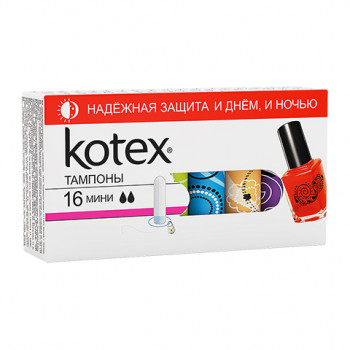 НАДЁЖНАЯ ЗАЩИТА И ДНЁМ, И НОЧЬЮ
kotex®
ТАМПОНЫ
16 МИНИ